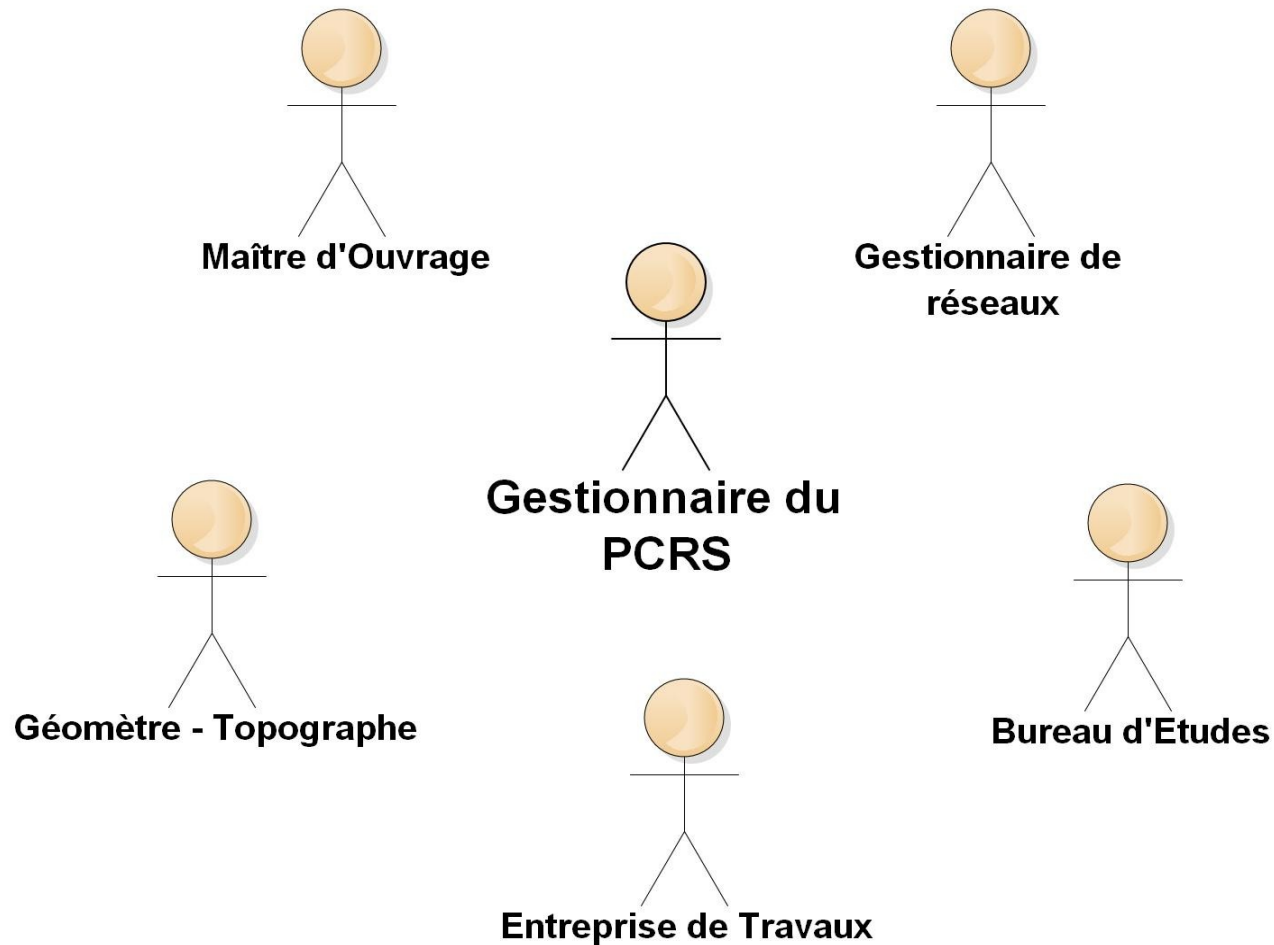 Maître d'Ouvrage
Gestionnaire de
réseaux
Gestionnaire du
PCRS
Géomètre - Topographe
Bureau d'Etudes
Entreprise de Travaux